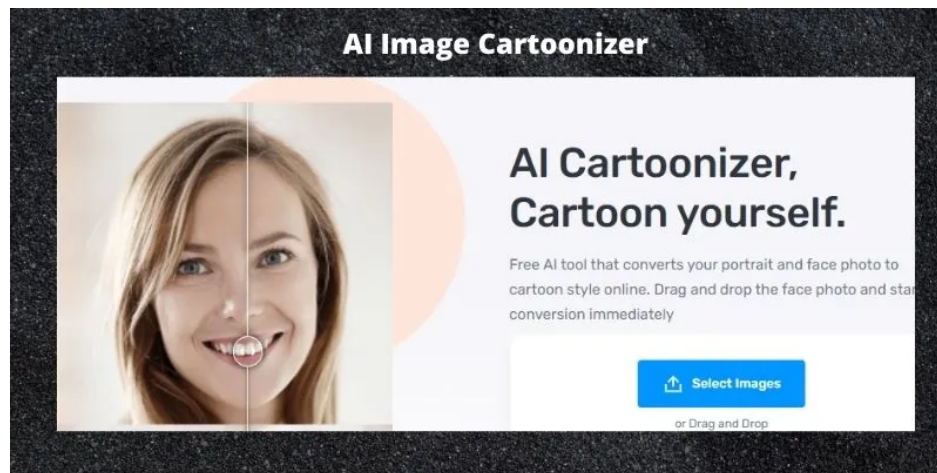 AI Image Cartoonizer
AI Cartoonizer,
Cartoon yourself.
Free AI tool that converts your portrait and face photo to
cartoon style online. Drag and drop the face photo and star
conversion immediately
Select Images
or Drag and Drop